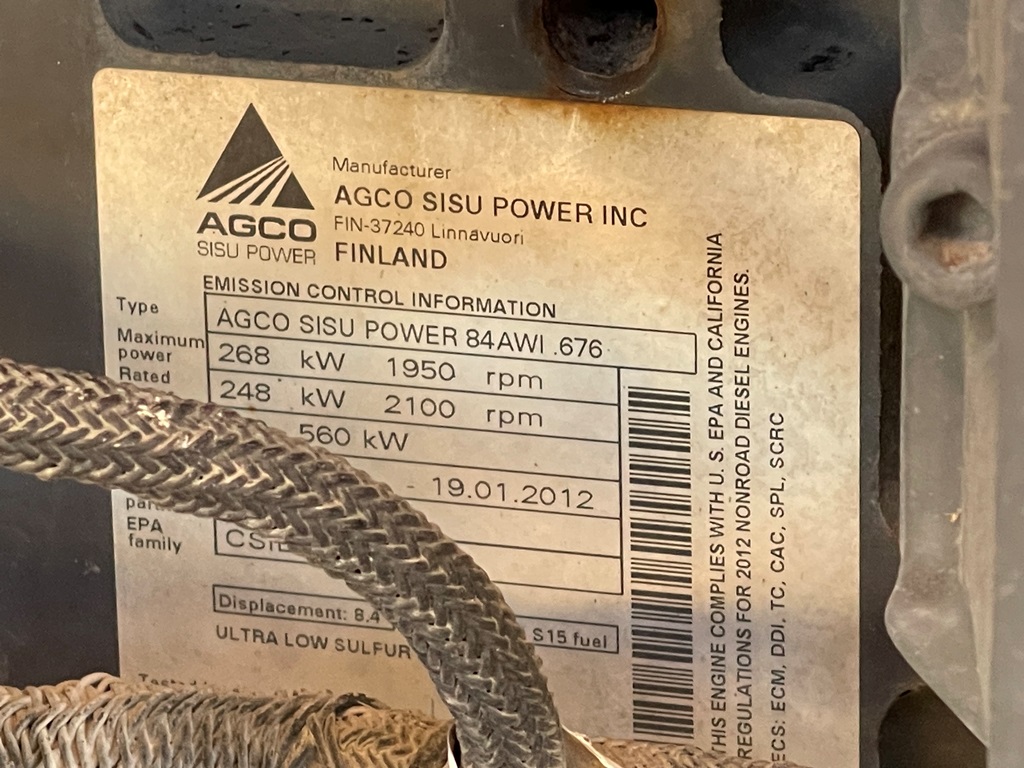 AGCO
SISU POWER
Manufacturer
AGCO SISU POWER INC
FIN-37240 Linnavuori
FINLAND
EMISSION CONTROL INFORMATION
Type AGCO SISU POWER 84AWI .676
Maximum power 268 kW 1950 rpm
Rated 248 kW 2100 rpm
560 kW
- 19.01.2012
EPA family
Displacement: 8.4
S15 fuel
ULTRA LOW SULFUR
THIS ENGINE COMPLIES WITH U. S. EPA AND CALIFORNIA
REGULATIONS FOR 2012 NONROAD DIESEL ENGINES.
ECS: ECM, DDI, TC, CAC, SPL, SCRC